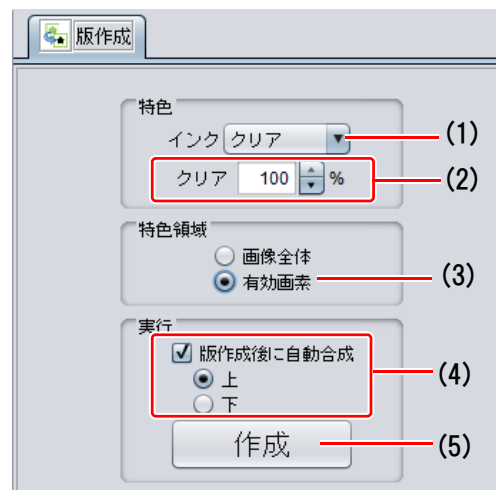 版作成
特色
インク クリア (1)
クリア 100 % (2)
特色領域
画像全体
有効画素 (3)
実行
版作成後に自動合成
上 (4)
下
作成 (5)